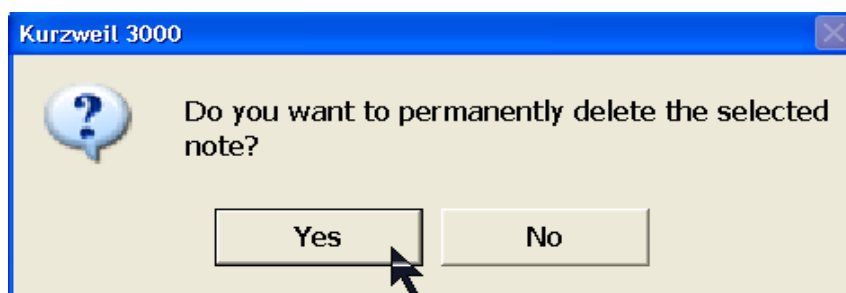 Kurzweil 3000
Do you want to permanently delete the selected
note?
Yes
No